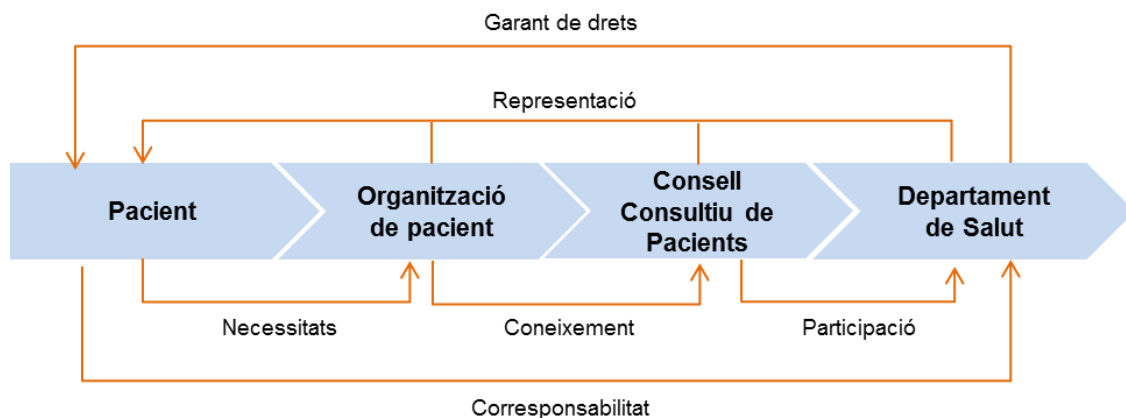 Garant de drets
Representació
Pacient
Organització
de pacient
Consell
Consultiu de
Pacients
Departament
de Salut
Necessitats
Coneixement
Participació
Corresponsabilitat